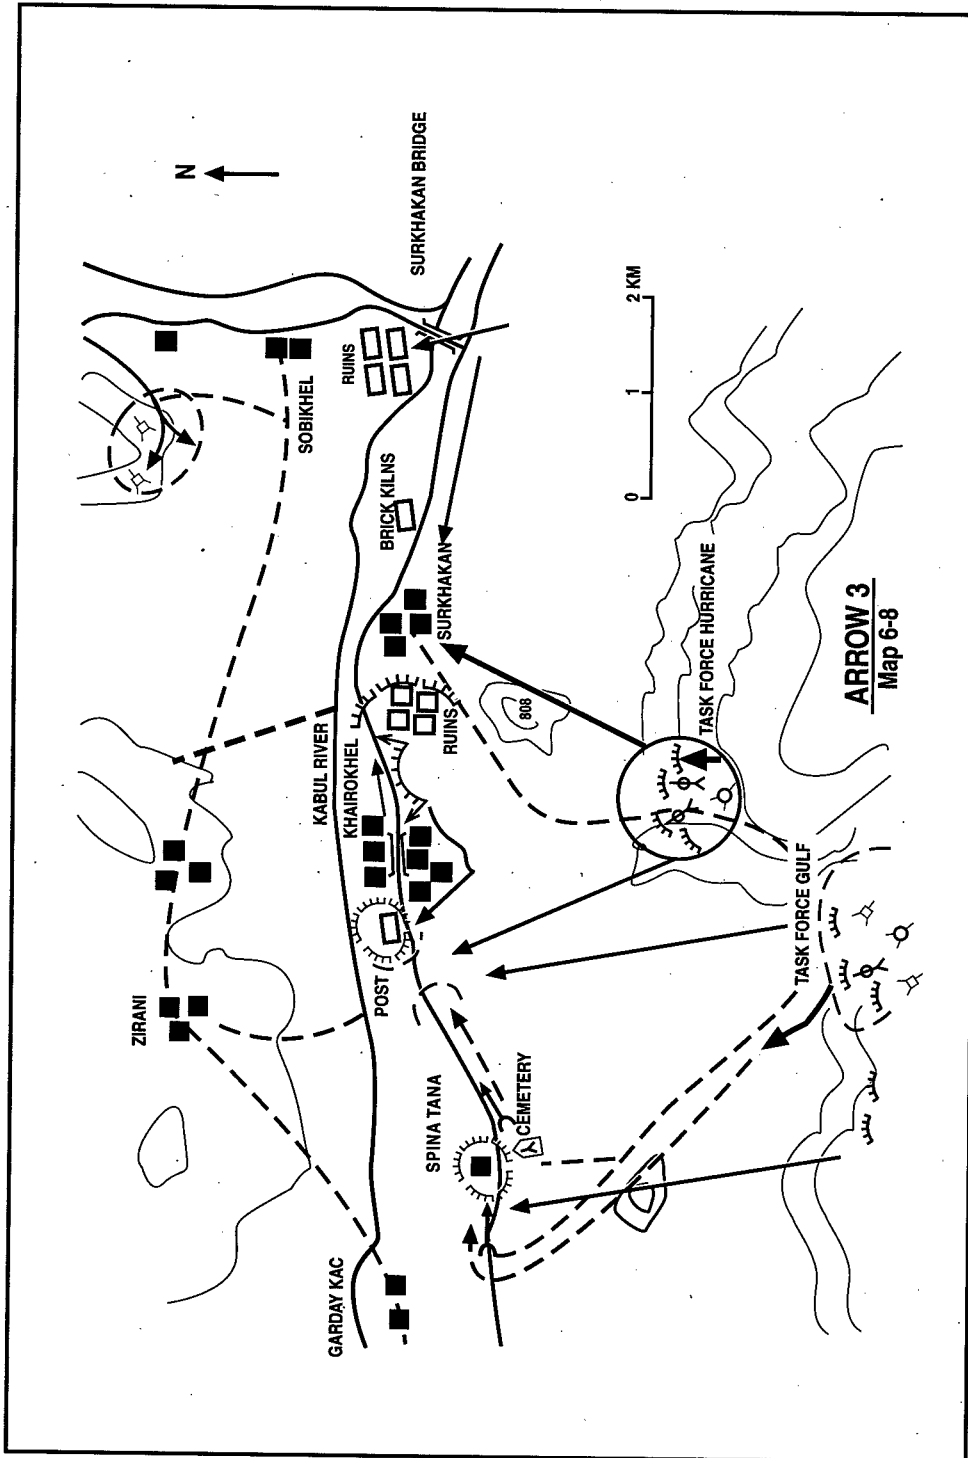 N
SURKHAKAN BRIDGE
SOBIKHEL
RUINS
BRICK KILNS
SURKHAKAN
2 KM
1
0
KABUL RIVER
KHAIROKHEL
RUINS
808
TASK FORCE HURRICANE
ZIRANI
POST
TASK FORCE GULF
SPINA TANA
CEMETERY
GARDAY KAC
ARROW 3
Map 6-8